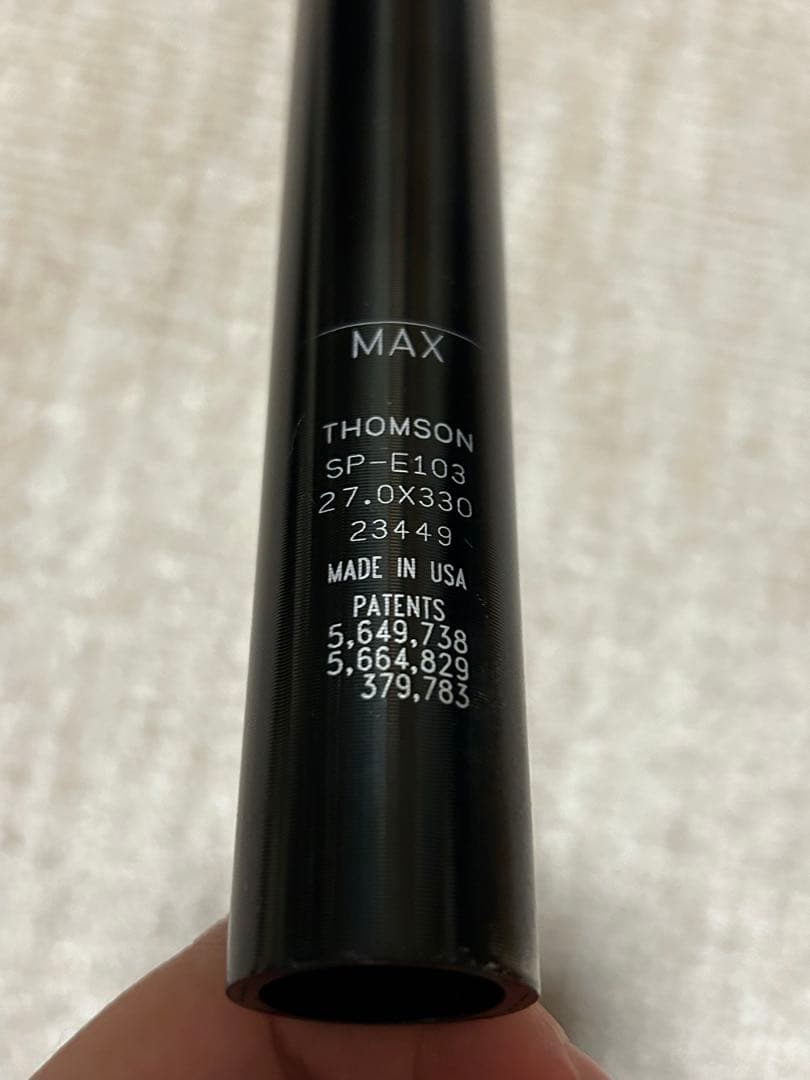 MAX
THOMSON
SP-E103
27.0X330
23449
MADE IN USA
PATENTS
5,649,738
5,664,829
379,783